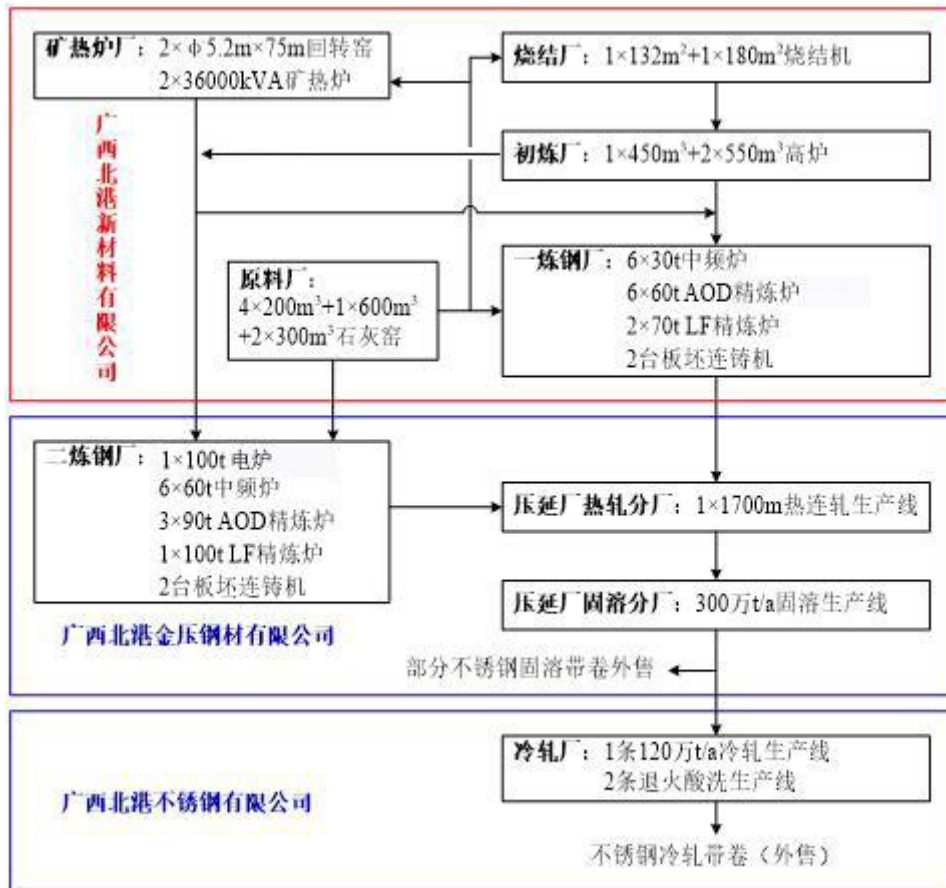 矿热炉厂：2×φ5.2m×75m回转窑
2×36000kVA矿热炉
烧结厂：1×132m²+1×180m²烧结机
初炼厂：1×450m³+2×550m³高炉
广西北港新材料有限公司
原料厂：
4×200m³+1×600m³
+2×300m³石灰窑
一炼钢厂：6×30t中频炉
6×60t AOD精炼炉
2×70t LF精炼炉
2台板坯连铸机
二炼钢厂：1×100t电炉
6×60t中频炉
3×90t AOD精炼炉
1×100t LF精炼炉
2台板坯连铸机
压延厂热轧分厂：1×1700m热连轧生产线
压延厂固溶分厂：300万t/a固溶生产线
广西北港金压钢材有限公司
部分不锈钢固溶带卷外售
冷轧厂：1条120万t/a冷轧生产线
2条退火酸洗生产线
广西北港不锈钢有限公司
不锈钢冷轧带卷（外售）